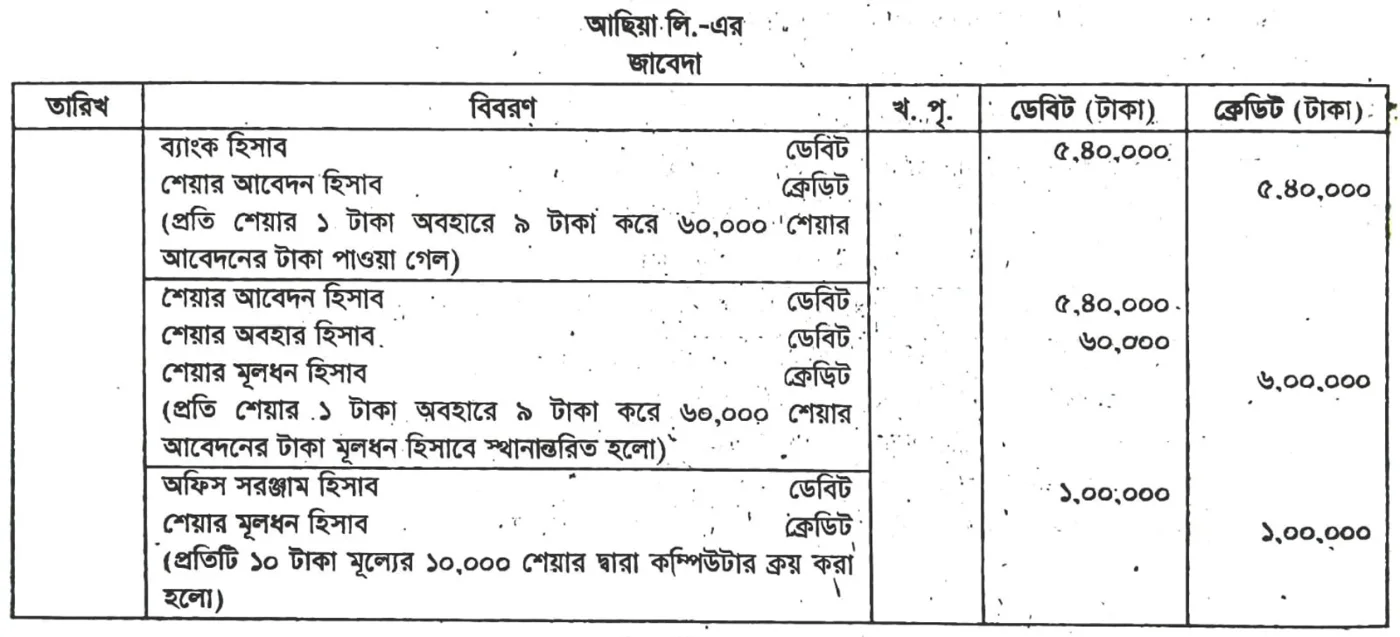 আছিয়া লি.-এর
জাবেদা
তারিখ বিবরণ খ. পৃ. ডেবিট (টাকা) ক্রেডিট (টাকা)
ব্যাংক হিসাব ডেবিট ৫,৪০,০০০
শেয়ার আবেদন হিসাব ক্রেডিট ৫,৪০,০০০
(প্রতি শেয়ার ১ টাকা অবহারে ৯ টাকা করে ৬০,০০০ শেয়ার
আবেদনের টাকা পাওয়া গেল)
শেয়ার আবেদন হিসাব ডেবিট ৫,৪০,০০০
শেয়ার অবহার হিসাব ডেবিট ৬০,০০০
শেয়ার মূলধন হিসাব ক্রেডিট ৬,০০,০০০
(প্রতি শেয়ার ১ টাকা অবহারে ৯ টাকা করে ৬০,০০০ শেয়ার
আবেদনের টাকা মূলধন হিসাবে স্থানান্তরিত হলো)
অফিস সরঞ্জাম হিসাব ডেবিট ১,০০,০০০
শেয়ার মূলধন হিসাব ক্রেডিট ১,০০,০০০
(প্রতিটি ১০ টাকা মূল্যের ১০,০০০ শেয়ার দ্বারা কম্পিউটার ক্রয় করা
হলো)